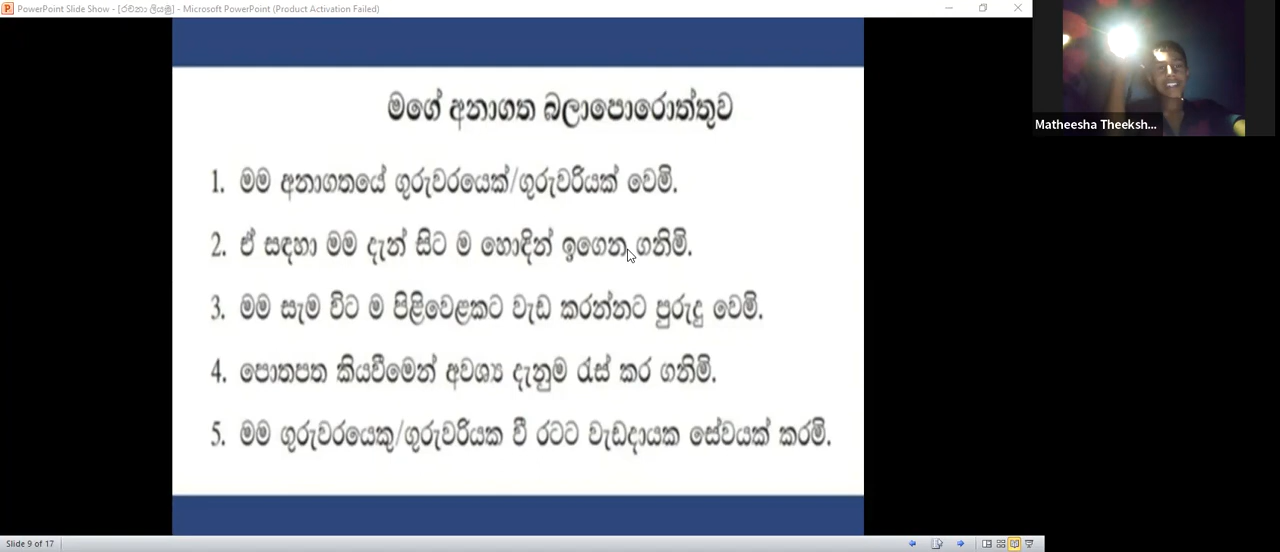 PowerPoint Slide Show - [රචනා ලියමු] - Microsoft PowerPoint (Product Activation Failed)
Matheesha Theeksh...
මගේ අනාගත බලාපොරොත්තුව
1. මම අනාගතයේ ගුරුවරයෙක්/ගුරුවරියක් වෙමි.
2. ඒ සඳහා මම දැන් සිට ම හොඳින් ඉගෙන ගනිමි.
3. මම සැම විට ම පිළිවෙළකට වැඩ කරන්නට පුරුදු වෙමි.
4. පොතපත කියවීමෙන් අවශ්‍ය දැනුම රැස් කර ගනිමි.
5. මම ගුරුවරයෙකු/ගුරුවරියක වී රටට වැඩදායක සේවයක් කරමි.
Slide 9 of 17